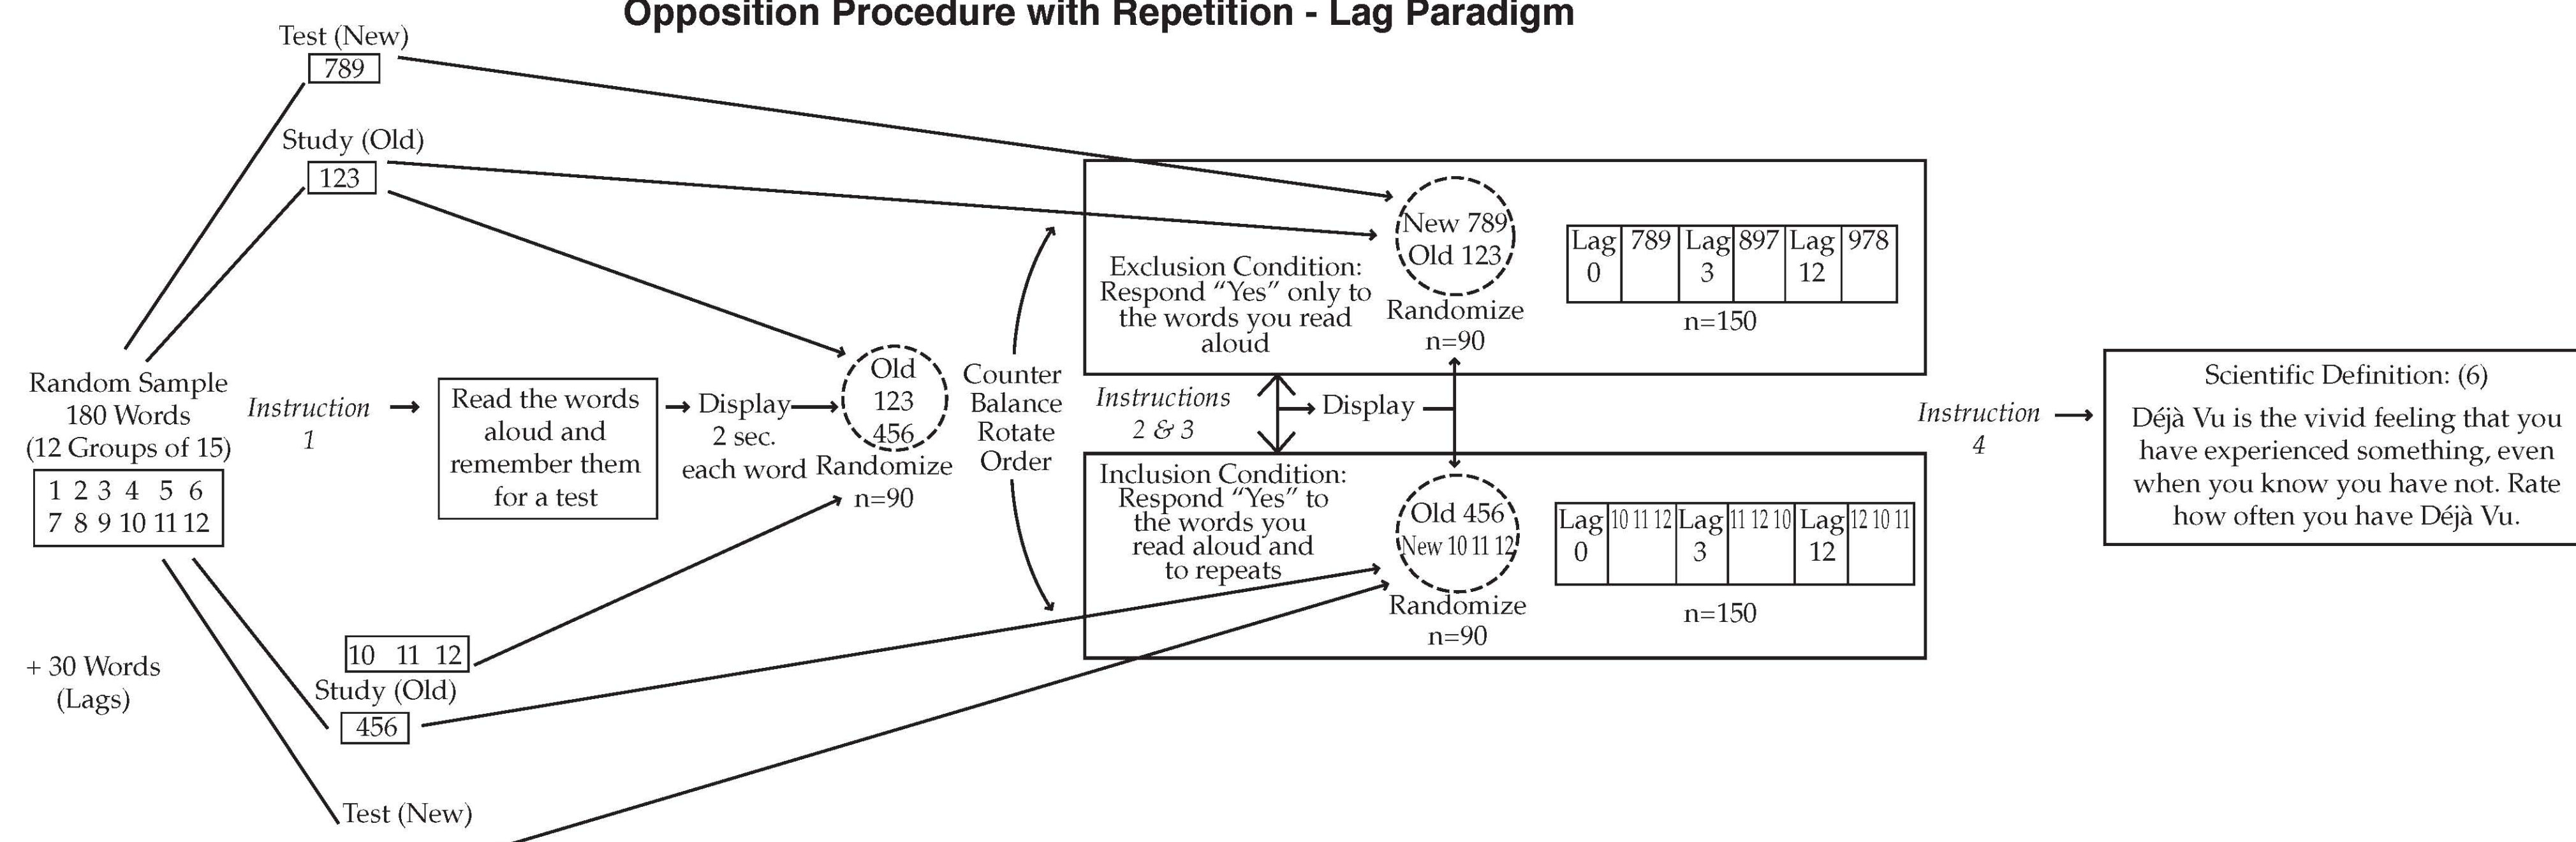 Opposition Procedure with Repetition - Lag Paradigm
Test (New)
789
Study (Old)
123
Random Sample
180 Words
(12 Groups of 15)
1 2 3 4 5 6
7 8 9 10 11 12
+ 30 Words
(Lags)
Instruction
1
Read the words
aloud and
remember them
for a test
Display
2 sec.
each word
Old
123
456
Randomize
n=90
10 11 12
Study (Old)
456
Test (New)
Counter
Balance
Rotate
Order
Exclusion Condition:
Respond “Yes” only to
the words you read
aloud
New 789
Old 123
Randomize
n=90
Lag 789 Lag 897 Lag 978
0 3 12
n=150
Instructions
2 & 3
Display
Inclusion Condition:
Respond “Yes” to
the words you
read aloud and
to repeats
Old 456
New 10 11 12
Randomize
n=90
Lag 10 11 12 Lag 11 12 10 Lag 12 10 11
0 3 12
n=150
Instruction
4
Scientific Definition: (6)
Déjà Vu is the vivid feeling that you
have experienced something, even
when you know you have not. Rate
how often you have Déjà Vu.